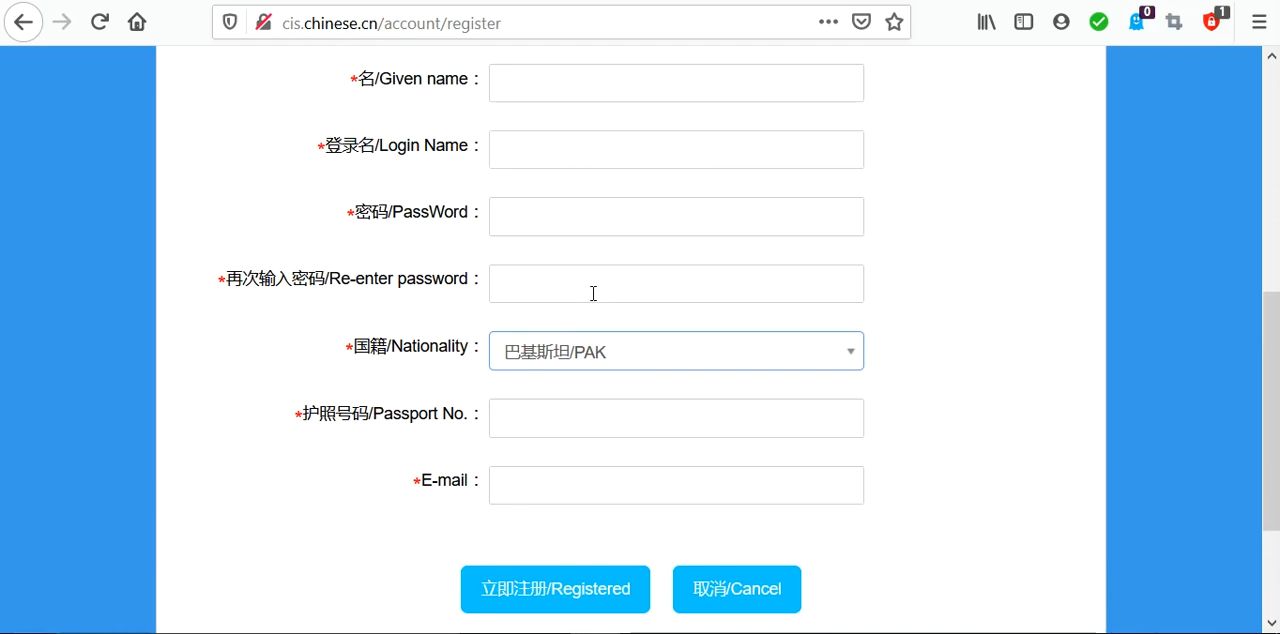 cis.chinese.cn/account/register
0
1
*名/Given name：
*登录名/Login Name：
*密码/PassWord：
*再次输入密码/Re-enter password：
*国籍/Nationality：
巴基斯坦/PAK
*护照号码/Passport No.：
*E-mail：
立即注册/Registered
取消/Cancel